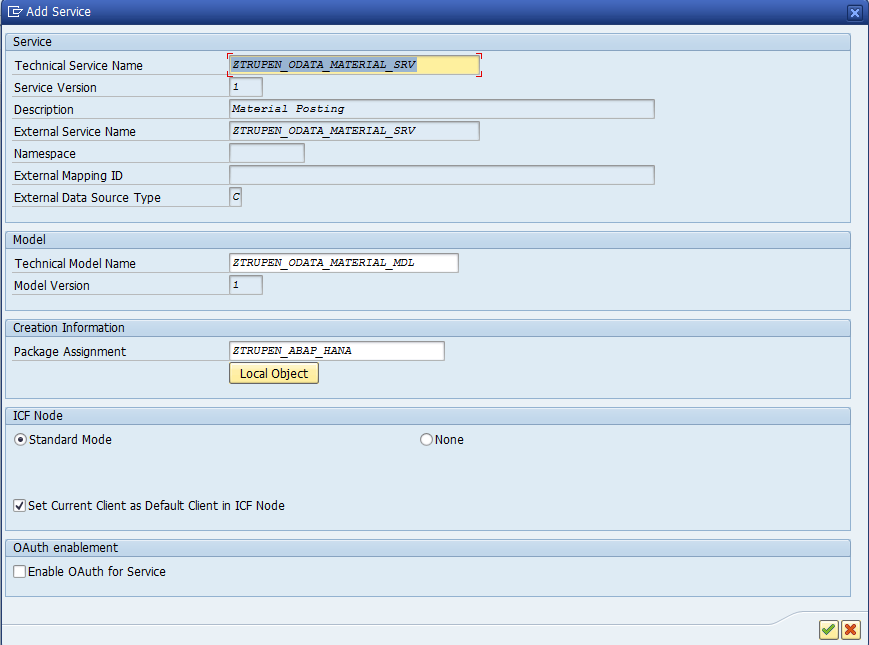 Add Service
Service
Technical Service Name ZTRUPEN_ODATA_MATERIAL_SRV
Service Version 1
Description Material Posting
External Service Name ZTRUPEN_ODATA_MATERIAL_SRV
Namespace
External Mapping ID
External Data Source Type C
Model
Technical Model Name ZTRUPEN_ODATA_MATERIAL_MDL
Model Version 1
Creation Information
Package Assignment ZTRUPEN_ABAP_HANA
Local Object
ICF Node
Standard Mode None
Set Current Client as Default Client in ICF Node
OAuth enablement
Enable OAuth for Service